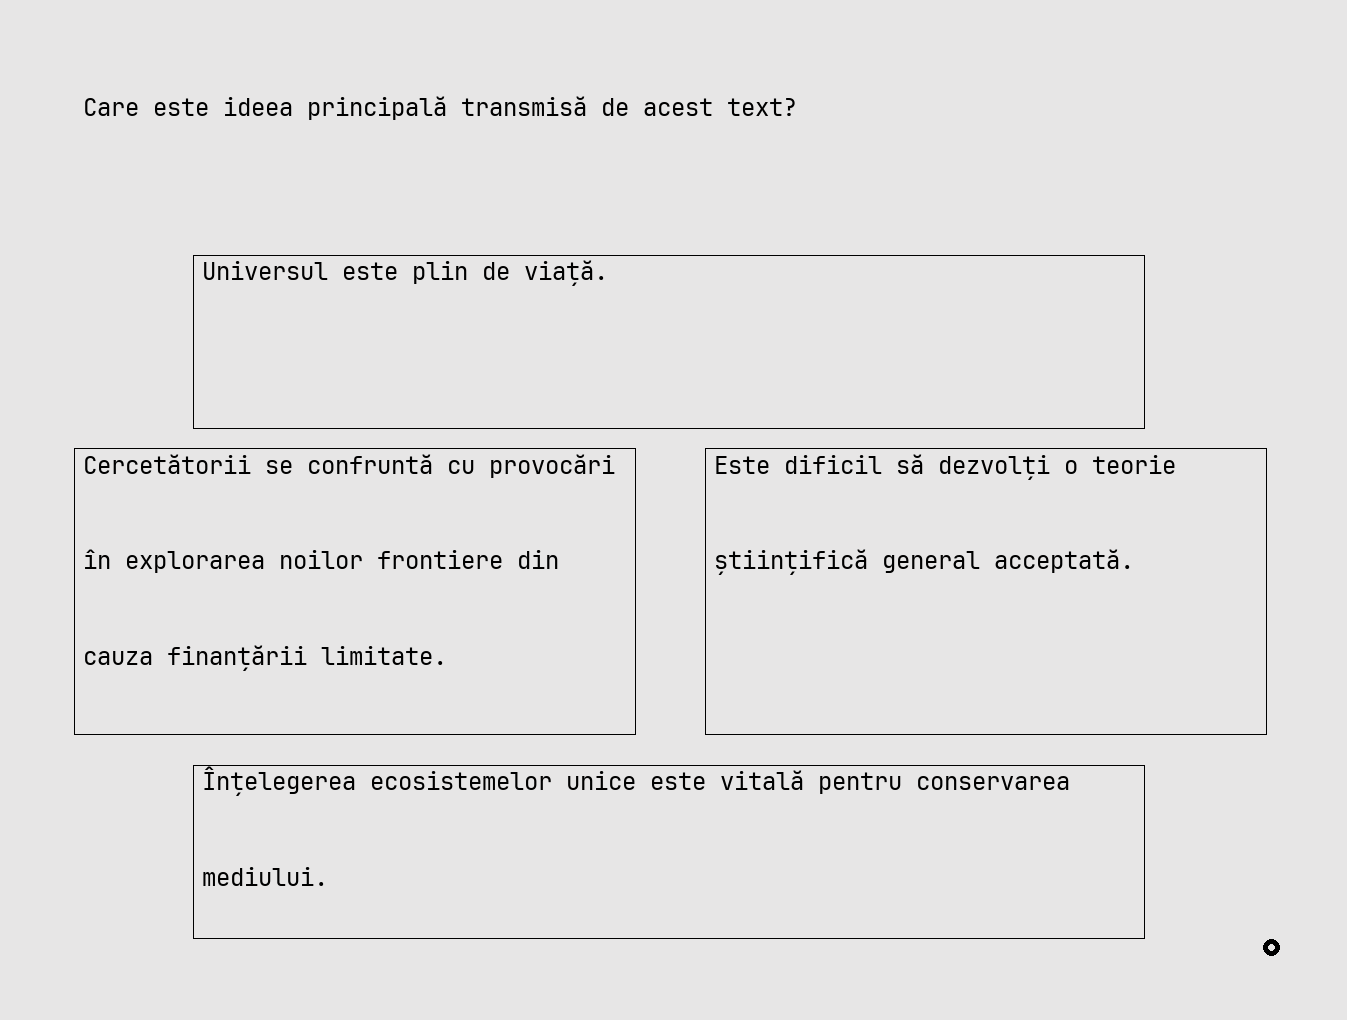 Care este ideea principală transmisă de acest text?
Universul este plin de viață.
Cercetătorii se confruntă cu provocări
în explorarea noilor frontiere din
cauza finanțării limitate.
Este dificil să dezvolți o teorie
științifică general acceptată.
Înțelegerea ecosistemelor unice este vitală pentru conservarea
mediului.